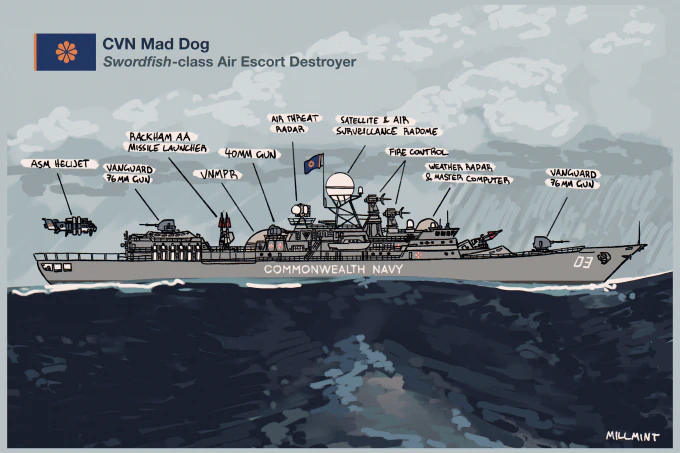 CVN Mad Dog
Swordfish-class Air Escort Destroyer
ASM HELIJET
VANGUARD
76MM GUN
RACKHAM AA
MISSILE LAUNCHER
VNMPR
40MM GUN
AIR THREAT
RADAR
SATELLITE & AIR
SURVEILLANCE RADOME
FIRE CONTROL
WEATHER RADAR
& MASTER COMPUTER
VANGUARD
76MM GUN
COMMONWEALTH NAVY
03
MILLMINT